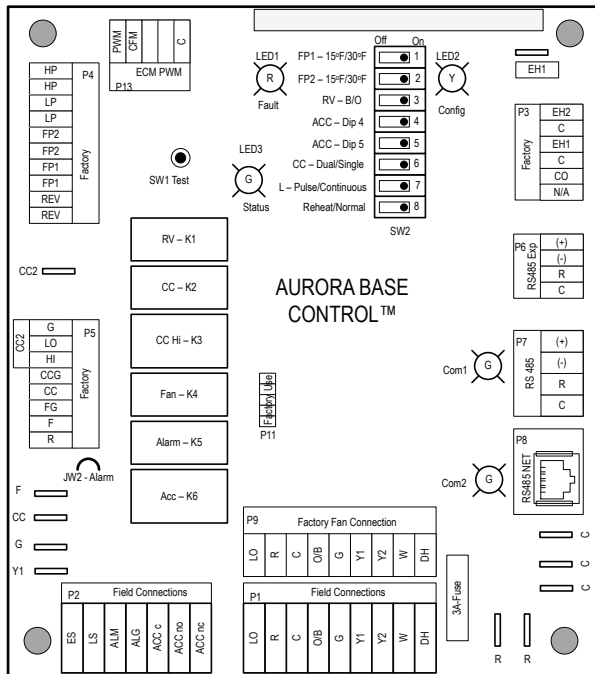 PWM
CFM
C
ECM PWM
P13
LED1
R
Fault
Off On
FP1 – 15ºF/30ºF 1
FP2 – 15ºF/30ºF 2
RV – B/O 3
ACC – Dip 4 4
ACC – Dip 5 5
CC – Dual/Single 6
L – Pulse/Continuous 7
Reheat/Normal 8
SW2
LED2
Y
Config
EH1
P4
HP
HP
LP
LP
FP2
FP2
FP1
FP1
REV
REV
Factory
SW1 Test
LED3
G
Status
P3
Factory
EH2
C
EH1
C
CO
N/A
RV – K1
CC – K2
CC Hi – K3
Fan – K4
Alarm – K5
Acc – K6
CC2
AURORA BASE
CONTROL™
P6
RS485 Exp
(+)
(-)
R
C
CC2
P5
G
LO
HI
CCG
CC
FG
F
R
Factory
JW2 - Alarm
Factory Use
P11
Com1
G
P7
RS 485
(+)
(-)
R
C
Com2
G
P8
RS485 NET
F
CC
G
Y1
P9 Factory Fan Connection
LO R C O/B G Y1 Y2 W DH
3A-Fuse
C
C
C
P2 Field Connections
ES LS ALM ALG ACC c ACC no ACC nc
P1 Field Connections
LO R C O/B G Y1 Y2 W DH
R R